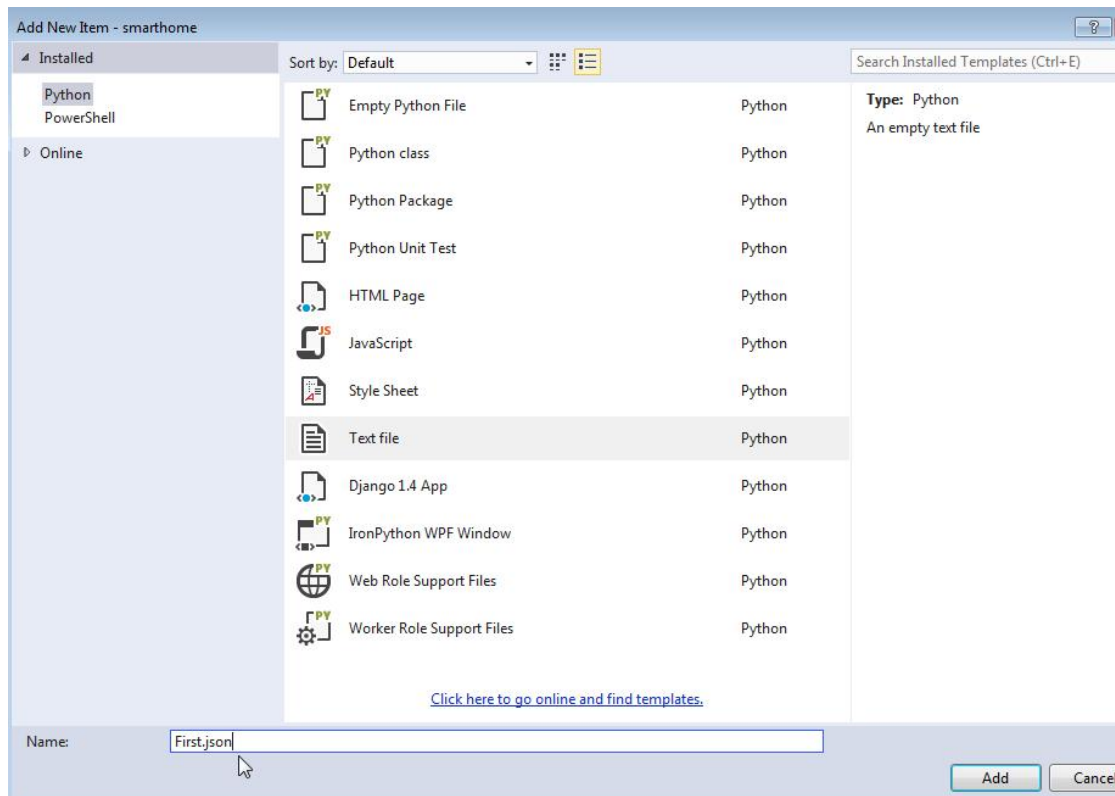 Add New Item - smarthome
?
Installed
Python
PowerShell
Online
Sort by: Default
Search Installed Templates (Ctrl+E)
PY Empty Python File Python
PY Python class Python
PY Python Package Python
PY Python Unit Test Python
HTML Page Python
JS JavaScript Python
Style Sheet Python
Text file Python
Django 1.4 App Python
PY IronPython WPF Window Python
PY Web Role Support Files Python
PY Worker Role Support Files Python
Click here to go online and find templates.
Type: Python
An empty text file
Name: First.json
Add Cancel